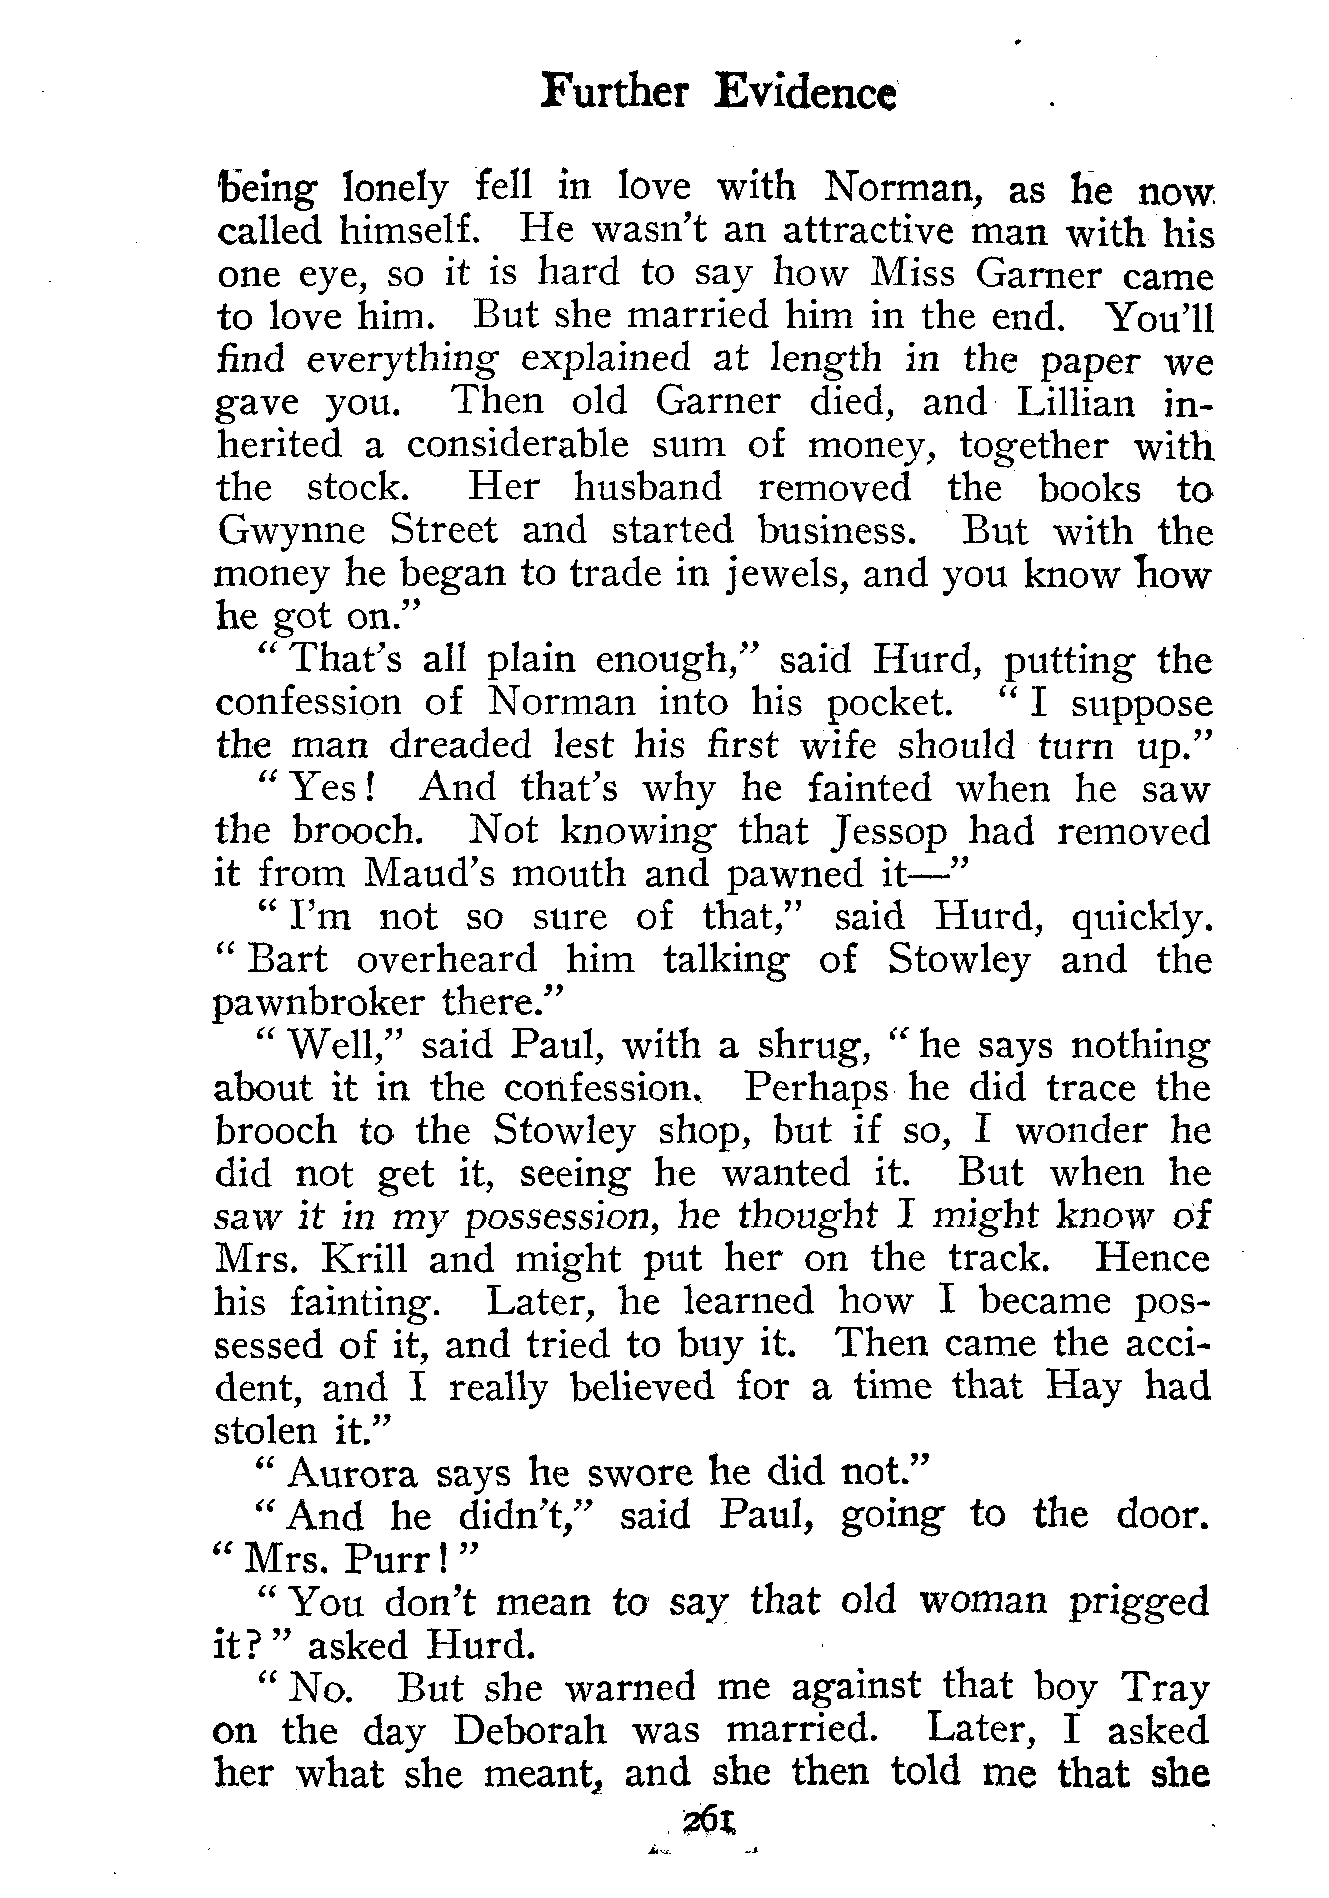 Further Evidence
being lonely fell in love with Norman, as he now
called himself. He wasn't an attractive man with his
one eye, so it is hard to say how Miss Garner came
to love him. But she married him in the end. You'll
find everything explained at length in the paper we
gave you. Then old Garner died, and Lillian in-
herited a considerable sum of money, together with
the stock. Her husband removed the books to
Gwynne Street and started business. But with the
money he began to trade in jewels, and you know how
he got on."
"That's all plain enough," said Hurd, putting the
confession of Norman into his pocket. "I suppose
the man dreaded lest his first wife should turn up."
"Yes! And that's why he fainted when he saw
the brooch. Not knowing that Jessop had removed
it from Maud's mouth and pawned it—"
"I'm not so sure of that," said Hurd, quickly.
"Bart overheard him talking of Stowley and the
pawnbroker there."
"Well," said Paul, with a shrug, "he says nothing
about it in the confession. Perhaps he did trace the
brooch to the Stowley shop, but if so, I wonder he
did not get it, seeing he wanted it. But when he
saw it in my possession, he thought I might know of
Mrs. Krill and might put her on the track. Hence
his fainting. Later, he learned how I became pos-
sessed of it, and tried to buy it. Then came the acci-
dent, and I really believed for a time that Hay had
stolen it."
"Aurora says he swore he did not."
"And he didn't," said Paul, going to the door.
"Mrs. Purr!"
"You don't mean to say that old woman prigged
it?" asked Hurd.
"No. But she warned me against that boy Tray
on the day Deborah was married. Later, I asked
her what she meant, and she then told me that she
261